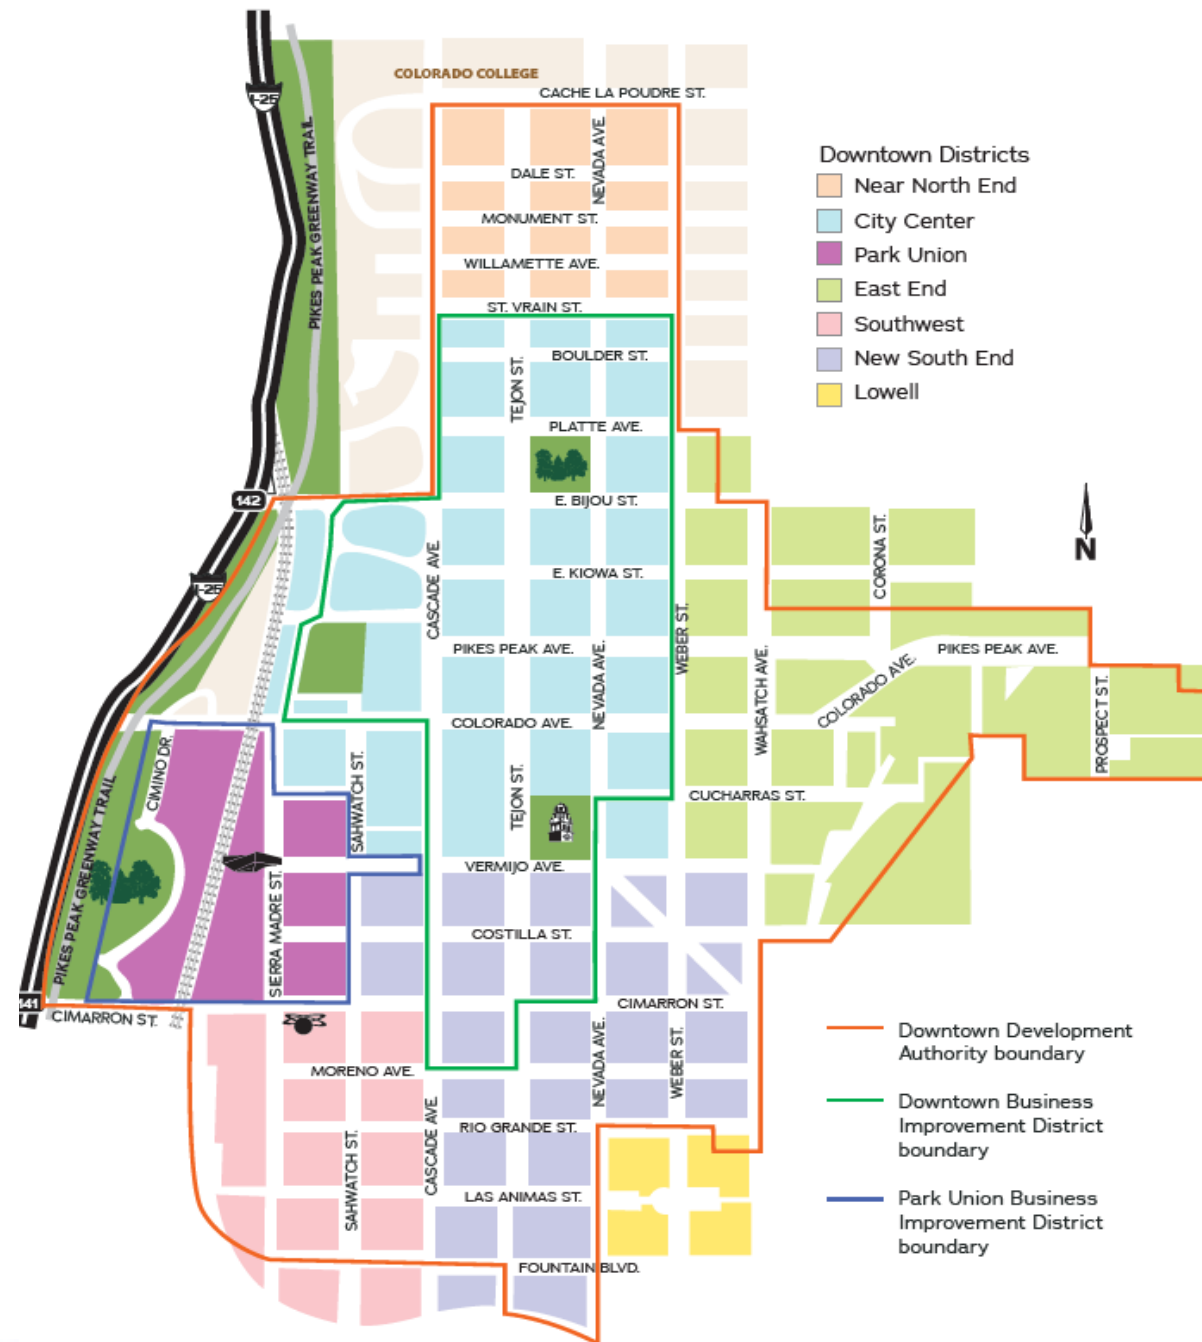 COLORADO COLLEGE
CACHE LA POUDRE ST.
I-25
PIKES PEAK GREENWAY TRAIL
NEVADA AVE.
DALE ST.
MONUMENT ST.
WILLAMETTE AVE.
ST. VRAIN ST.
BOULDER ST.
TEJON ST.
PLATTE AVE.
142
E. BIJOU ST.
CASCADE AVE.
E. KIOWA ST.
CORONA ST.
I-25
WEBER ST.
PIKES PEAK AVE.
NEVADA AVE.
WAHSATCH AVE.
COLORADO AVE.
PIKES PEAK AVE.
PROSPECT ST.
COLORADO AVE.
CIMINO DR.
SAHWATCH ST.
TEJON ST.
CUCHARRAS ST.
PIKES PEAK GREENWAY TRAIL
VERMIJO AVE.
SIERRA MADRE ST.
COSTILLA ST.
141
CIMARRON ST.
CIMARRON ST.
MORENO AVE.
NEVADA AVE.
WEBER ST.
CASCADE AVE.
RIO GRANDE ST.
SAHWATCH ST.
LAS ANIMAS ST.
FOUNTAIN BLVD.
Downtown Districts
Near North End
City Center
Park Union
East End
Southwest
New South End
Lowell
N
Downtown Development
Authority boundary
Downtown Business
Improvement District
boundary
Park Union Business
Improvement District
boundary